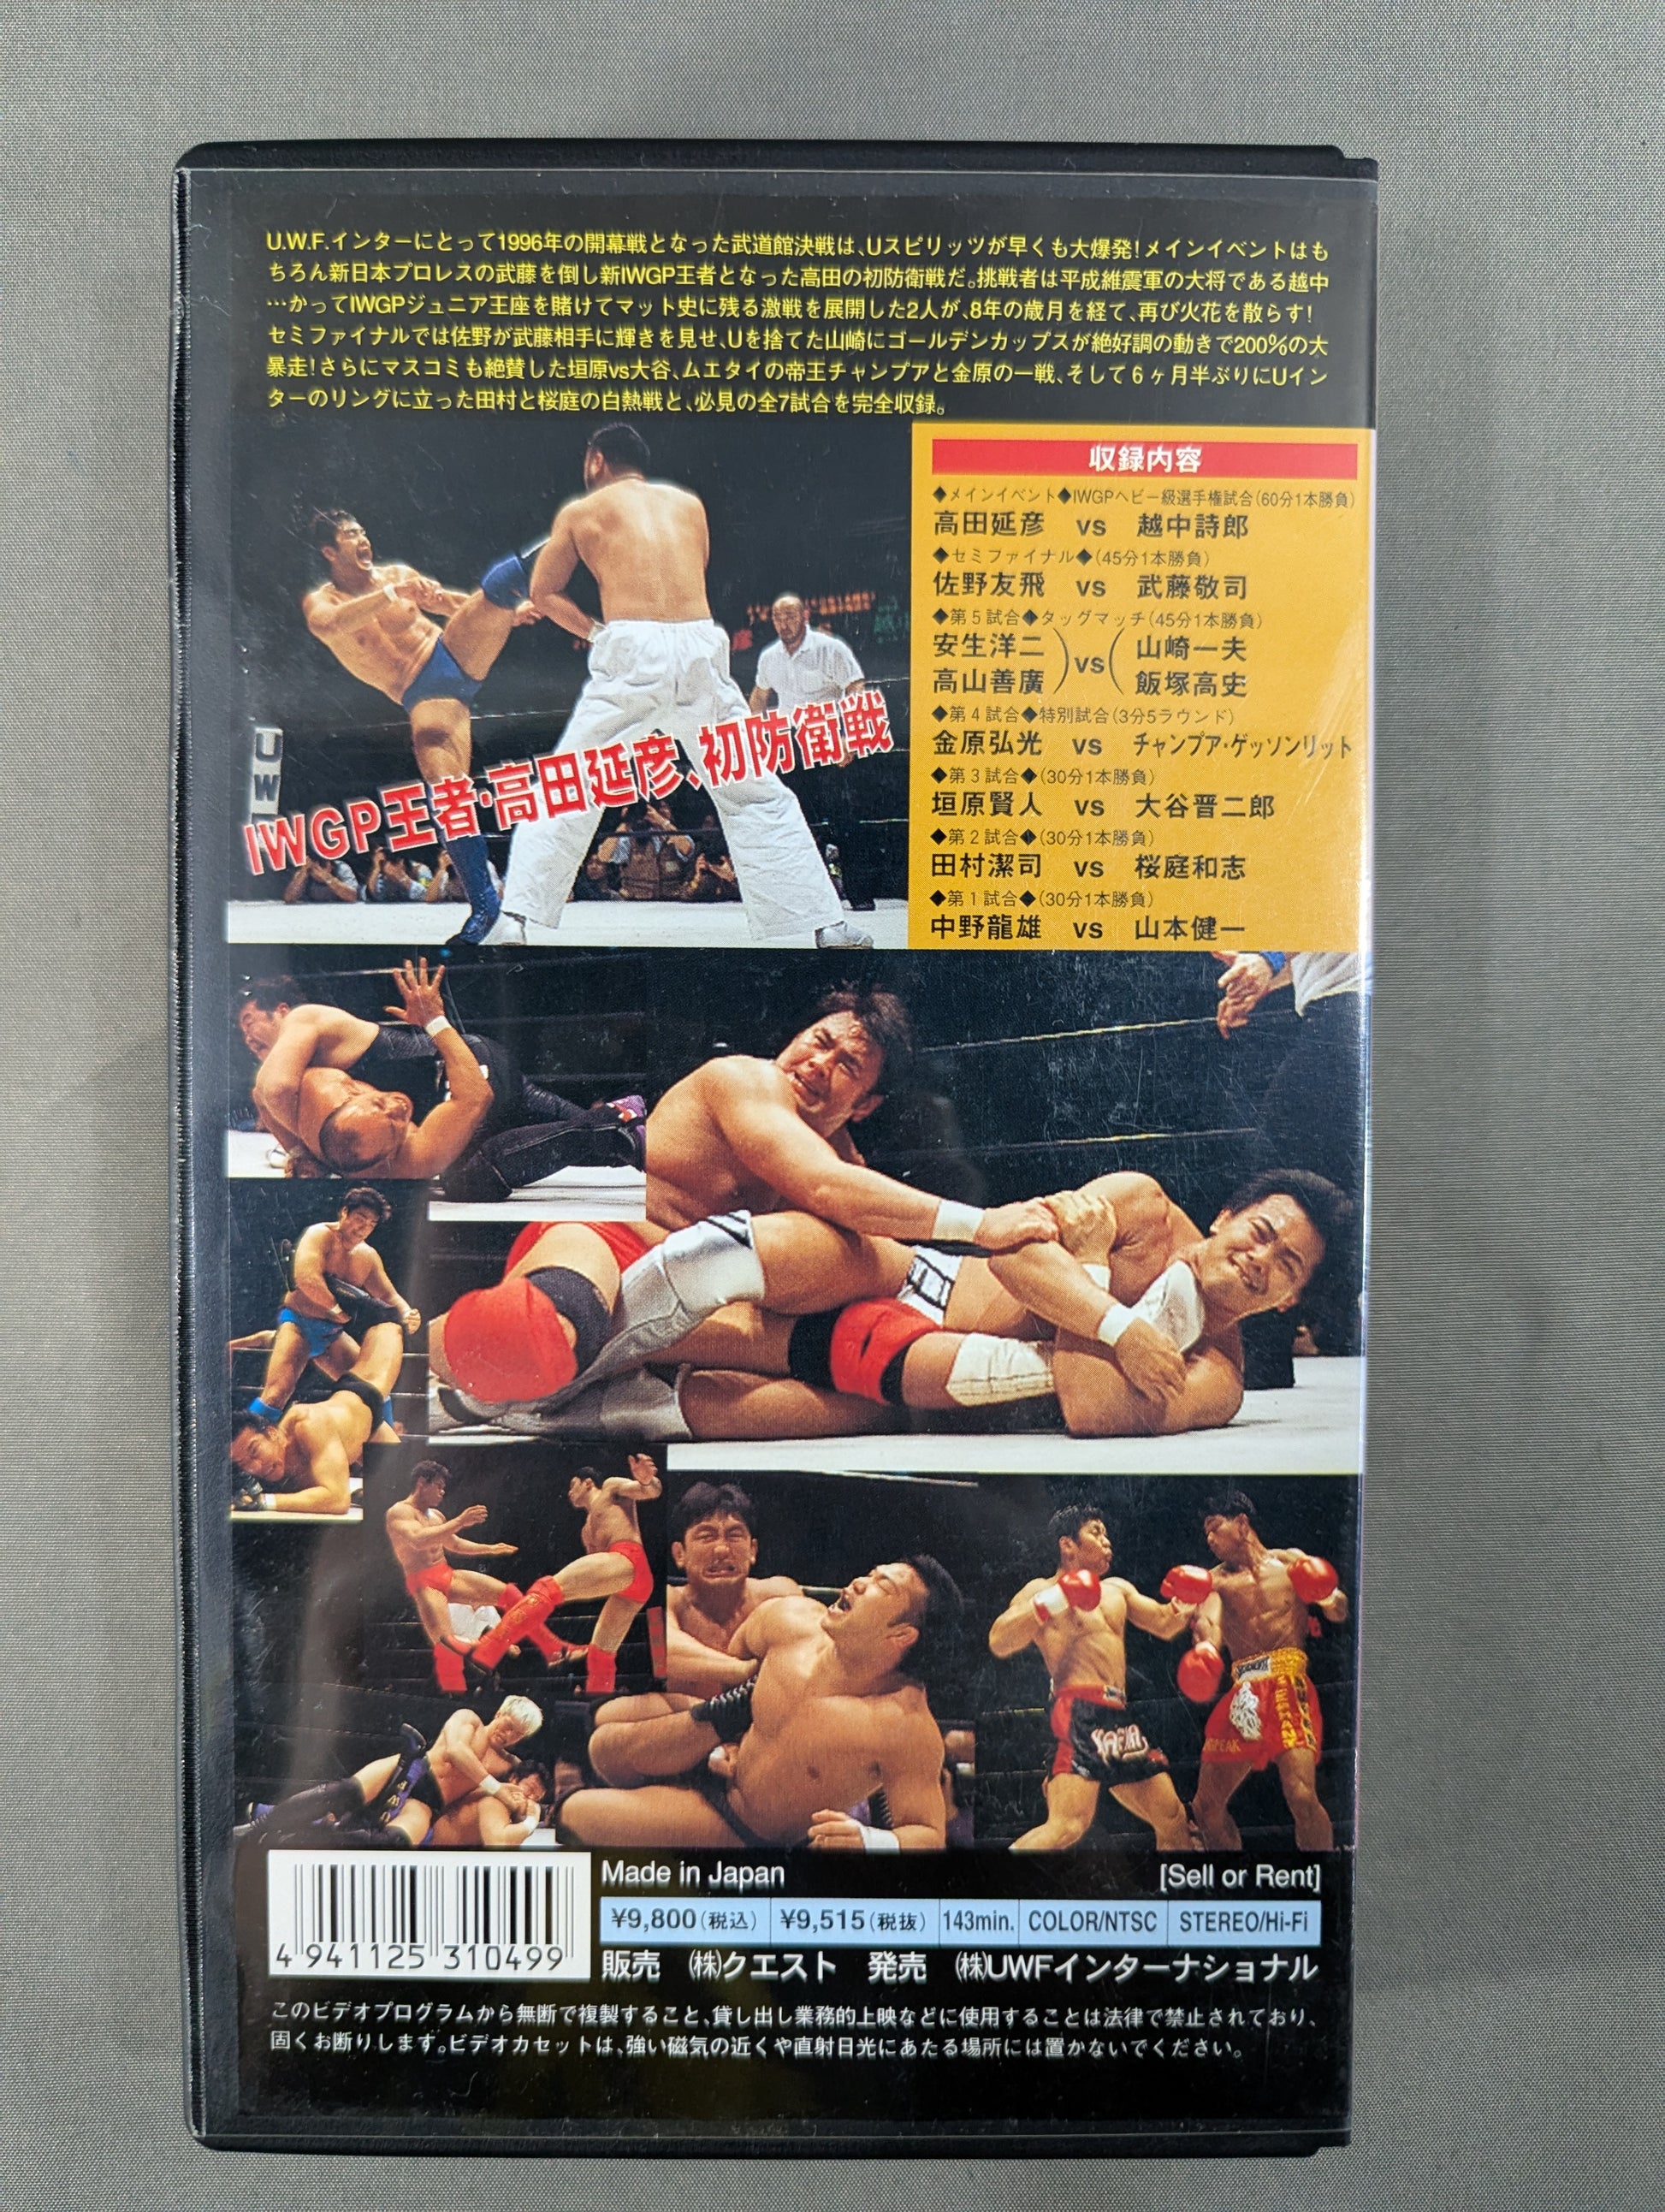 U.W.F.インターにとって1996年の開幕戦となった武道館決戦は、Uスピリッツが早くも大爆発!メインイベントはも
ちろん新日本プロレスの武藤を倒し新IWGP王者となった高田の初防衛戦だ。挑戦者は平成維震軍の大将である越中
…かってIWGPジュニア王座を賭けてマット史に残る激戦を展開した2人が、8年の歳月を経て、再び火花を散らす!
セミファイナルでは佐野が武藤相手に輝きを見せ、Uを捨てた山崎にゴールデンカップスが絶好調の動きで200%の大
暴走!さらにマスコミも絶賛した垣原vs大谷、ムエタイの帝王チャンプアと金原の一戦、そして6ヶ月半ぶりにUイン
ターのリングに立った田村と桜庭の白熱戦と、必見の全7試合を完全収録。
収録内容
◆メインイベント◆IWGPヘビー級選手権試合(60分1本勝負)
高田延彦 vs 越中詩郎
◆セミファイナル◆(45分1本勝負)
佐野友飛 vs 武藤敬司
◆第5試合◆タッグマッチ(45分1本勝負)
安生洋二
高山善廣
)vs(
山崎一夫
飯塚高史
◆第4試合◆特別試合(3分5ラウンド)
金原弘光 vs チャンプア・ゲッソンリット
◆第3試合◆(30分1本勝負)
垣原賢人 vs 大谷晋二郎
◆第2試合◆(30分1本勝負)
田村潔司 vs 桜庭和志
◆第1試合◆(30分1本勝負)
中野龍雄 vs 山本健一
UW
IWGP王者・高田延彦、初防衛戦
4 941125 310499
Made in Japan
[Sell or Rent]
¥9,800(税込) ¥9,515(税抜) 143min. COLOR/NTSC STEREO/Hi-Fi
販売 ㈱クエスト 発売 ㈱UWFインターナショナル
このビデオプログラムから無断で複製すること、貸し出し業務的上映などに使用することは法律で禁止されており、
固くお断りします。ビデオカセットは、強い磁気の近くや直射日光にあたる場所には置かないでください。